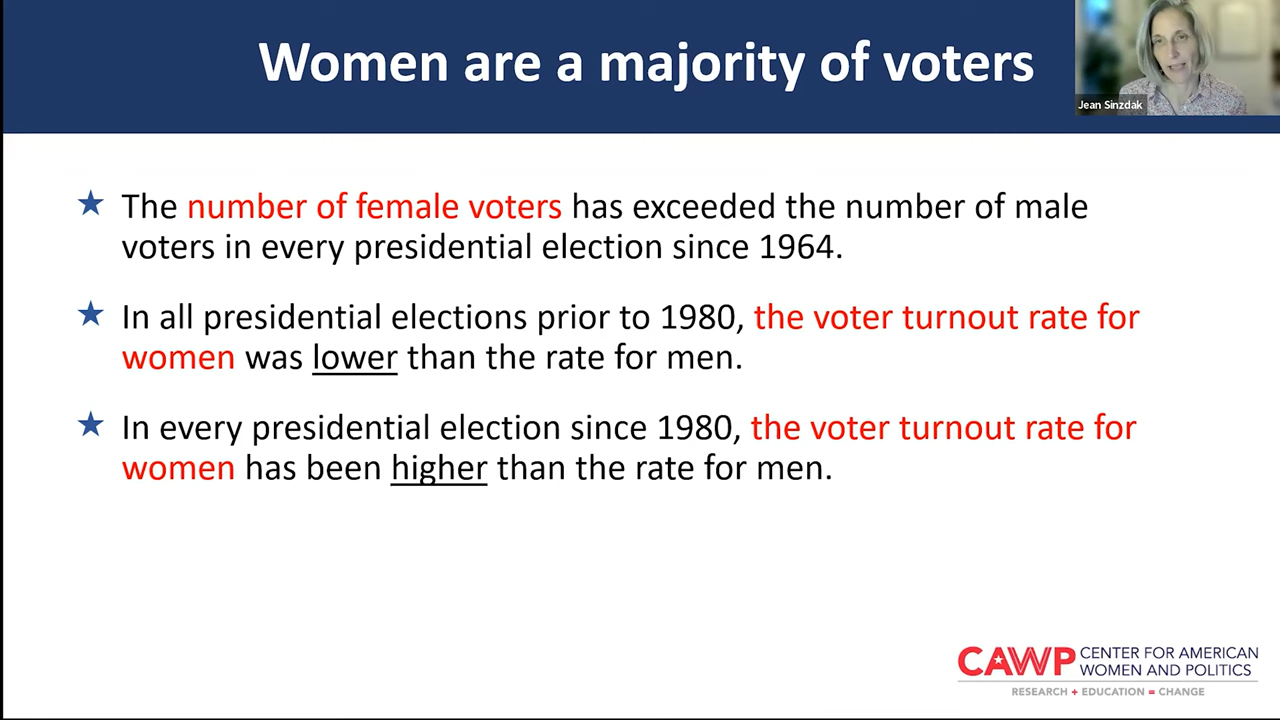 Women are a majority of voters
Jean Sinzdak
★ The number of female voters has exceeded the number of male
voters in every presidential election since 1964.
★ In all presidential elections prior to 1980, the voter turnout rate for
women was lower than the rate for men.
★ In every presidential election since 1980, the voter turnout rate for
women has been higher than the rate for men.
CAWP CENTER FOR AMERICAN
WOMEN AND POLITICS
RESEARCH + EDUCATION = CHANGE